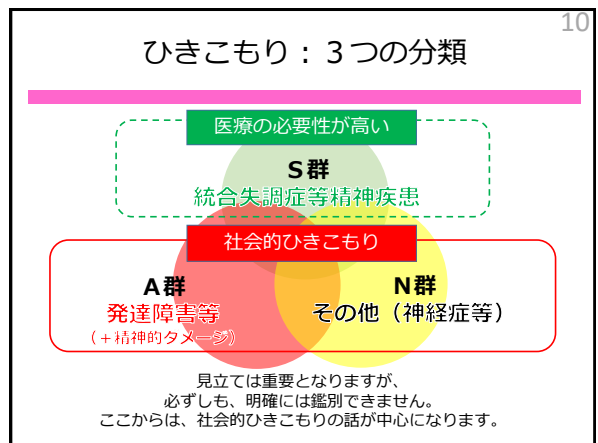 10
ひきこもり：３つの分類
医療の必要性が高い
Ｓ群
統合失調症等精神疾患
社会的ひきこもり
Ａ群
発達障害等
（＋精神的ダメージ）
Ｎ群
その他（神経症等）
見立ては重要となりますが、
必ずしも、明確には鑑別できません。
ここからは、社会的ひきこもりの話が中心になります。